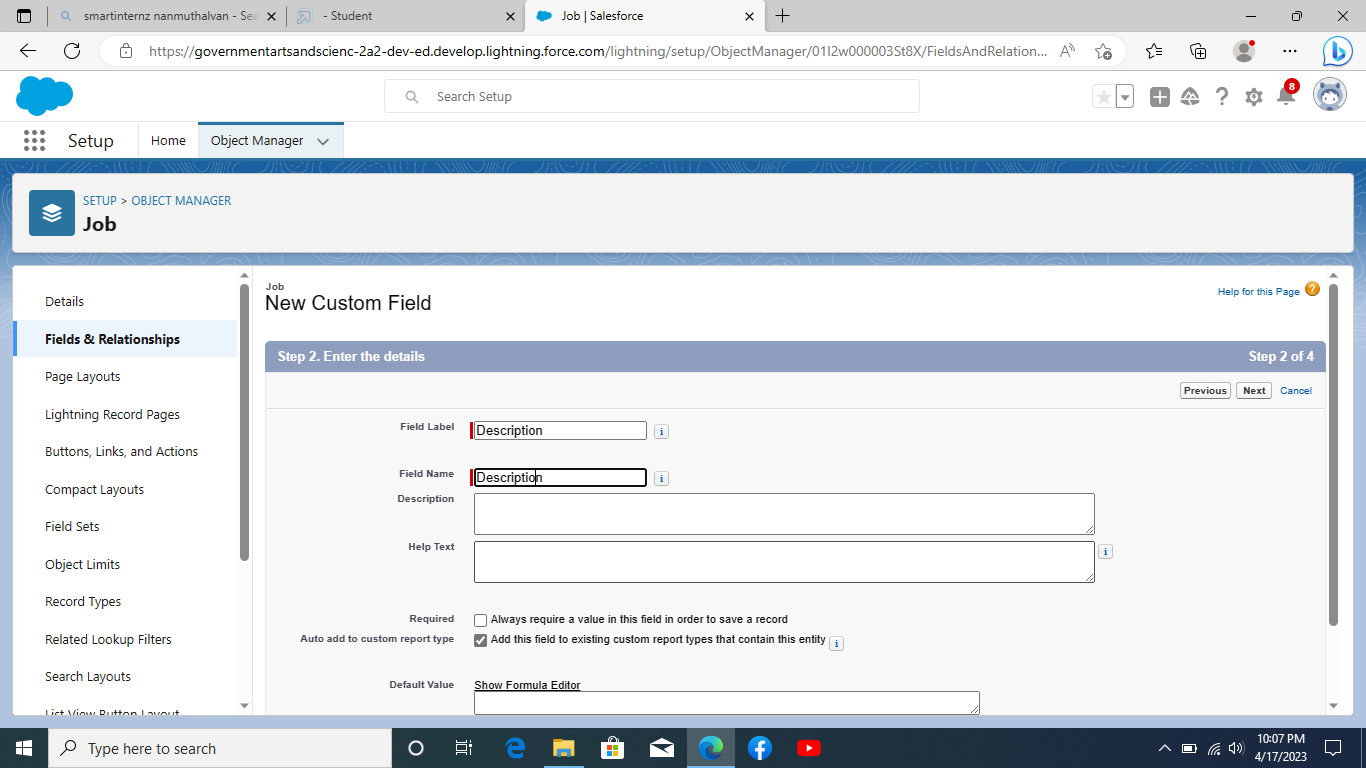 smartinternz nanmuthalvan - Sea
- Student
Job | Salesforce
https://governmentartsandscienc-2a2-dev-ed.develop.lightning.force.com/lightning/setup/ObjectManager/01I2w000003St8X/FieldsAndRelation...
Search Setup
8
Setup
Home
Object Manager
SETUP > OBJECT MANAGER
Job
Details
Fields & Relationships
Page Layouts
Lightning Record Pages
Buttons, Links, and Actions
Compact Layouts
Field Sets
Object Limits
Record Types
Related Lookup Filters
Search Layouts
List View Button Layout
Job
New Custom Field
Help for this Page
Step 2. Enter the details
Step 2 of 4
Previous Next Cancel
Field Label Description i
Field Name Description i
Description
Help Text i
Required Always require a value in this field in order to save a record
Auto add to custom report type Add this field to existing custom report types that contain this entity i
Default Value Show Formula Editor
Type here to search
10:07 PM
4/17/2023